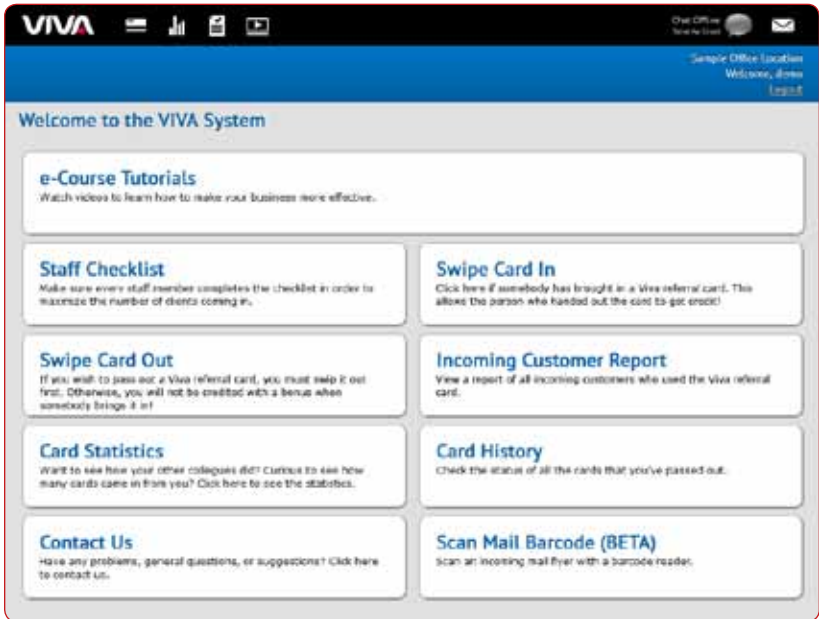 VIVA
Chat Offline
Sample Office Location
Welcome, demo
Logout
Welcome to the VIVA System
e-Course Tutorials
Watch videos to learn how to make your business more effective.
Staff Checklist
Make sure every staff member completes the checklist in order to
maximize the number of clients coming in.
Swipe Card In
Click here if somebody has brought in a Viva referral card. This
allows the person who handed out the card to get credit!
Swipe Card Out
If you wish to pass out a Viva referral card, you must swip it out
first. Otherwise, you will not be credited with a bonus when
somebody brings it in!
Incoming Customer Report
View a report of all incoming customers who used the Viva referral
card.
Card Statistics
Want to see how your other collegues did? Curious to see how
many cards came in from you? Click here to see the statistics.
Card History
Check the status of all the cards that you've passed out.
Contact Us
Have any problems, general questions, or suggestions? Click here
to contact us.
Scan Mail Barcode (BETA)
Scan an incoming mail flyer with a barcode reader.